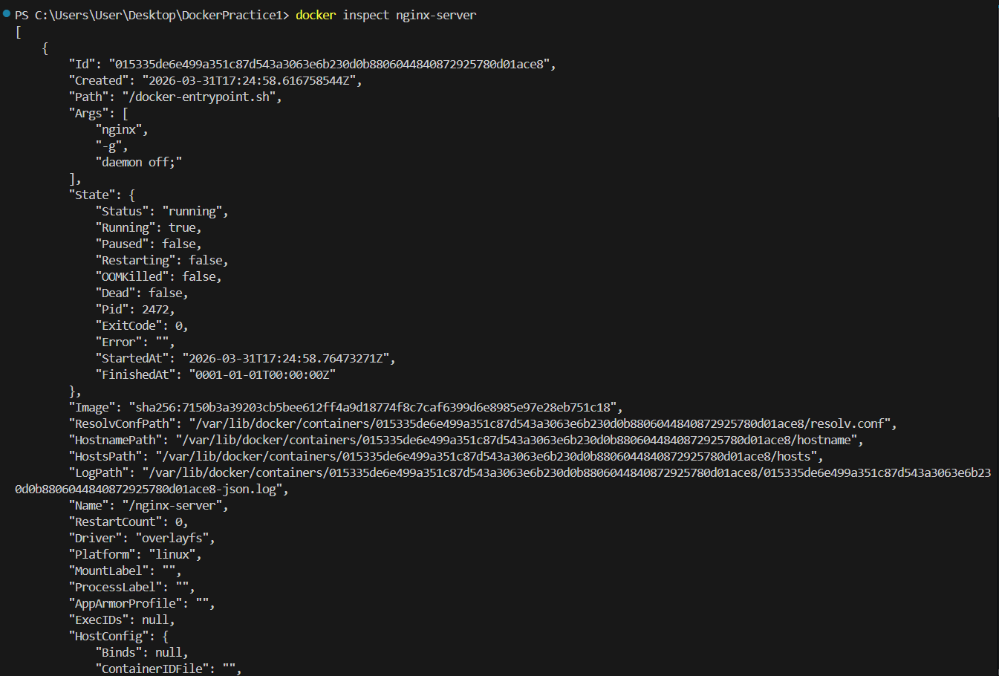 PS C:\Users\User\Desktop\DockerPractice1> docker inspect nginx-server
[
    {
        "Id": "015335de6e499a351c87d543a3063e6b230d0b8806044840872925780d01ace8",
        "Created": "2026-03-31T17:24:58.616758544Z",
        "Path": "/docker-entrypoint.sh",
        "Args": [
            "nginx",
            "-g",
            "daemon off;"
        ],
        "State": {
            "Status": "running",
            "Running": true,
            "Paused": false,
            "Restarting": false,
            "OOMKilled": false,
            "Dead": false,
            "Pid": 2472,
            "ExitCode": 0,
            "Error": "",
            "StartedAt": "2026-03-31T17:24:58.76473271Z",
            "FinishedAt": "0001-01-01T00:00:00Z"
        },
        "Image": "sha256:7150b3a39203cb5bee612ff4a9d18774f8c7caf6399d6e8985e97e28eb751c18",
        "ResolvConfPath": "/var/lib/docker/containers/015335de6e499a351c87d543a3063e6b230d0b8806044840872925780d01ace8/resolv.conf",
        "HostnamePath": "/var/lib/docker/containers/015335de6e499a351c87d543a3063e6b230d0b8806044840872925780d01ace8/hostname",
        "HostsPath": "/var/lib/docker/containers/015335de6e499a351c87d543a3063e6b230d0b8806044840872925780d01ace8/hosts",
        "LogPath": "/var/lib/docker/containers/015335de6e499a351c87d543a3063e6b230d0b8806044840872925780d01ace8/015335de6e499a351c87d543a3063e6b23
0d0b8806044840872925780d01ace8-json.log",
        "Name": "/nginx-server",
        "RestartCount": 0,
        "Driver": "overlayfs",
        "Platform": "linux",
        "MountLabel": "",
        "ProcessLabel": "",
        "AppArmorProfile": "",
        "ExecIDs": null,
        "HostConfig": {
            "Binds": null,
            "ContainerIDFile": "",